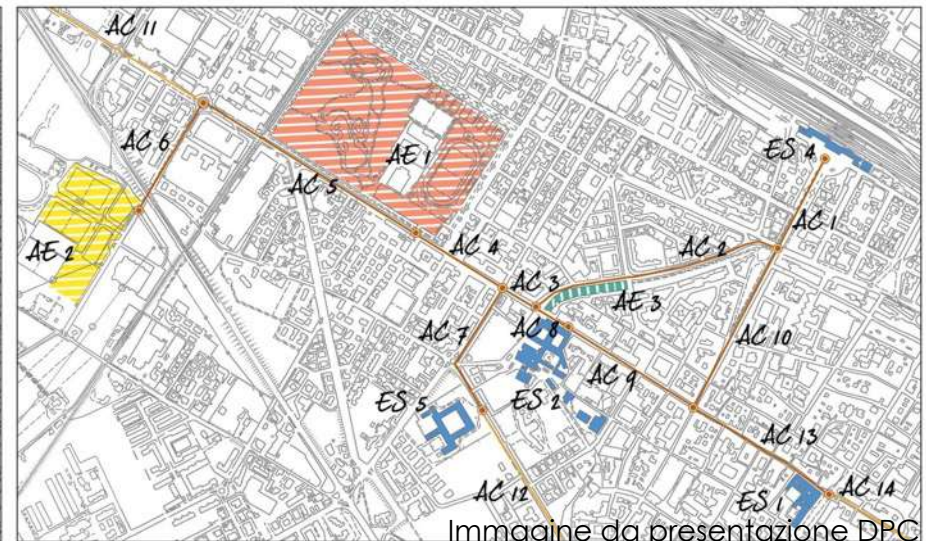 AC 11
AC 6
AE 1
ES 4
AC 5
AC 1
AE 2
AC 4
AC 2
AC 3
AE 3
AC 7
AC 8
AC 10
AC 9
ES 5
ES 2
AC 13
AC 12
ES 1
AC 14
Immagine da presentazione DPC